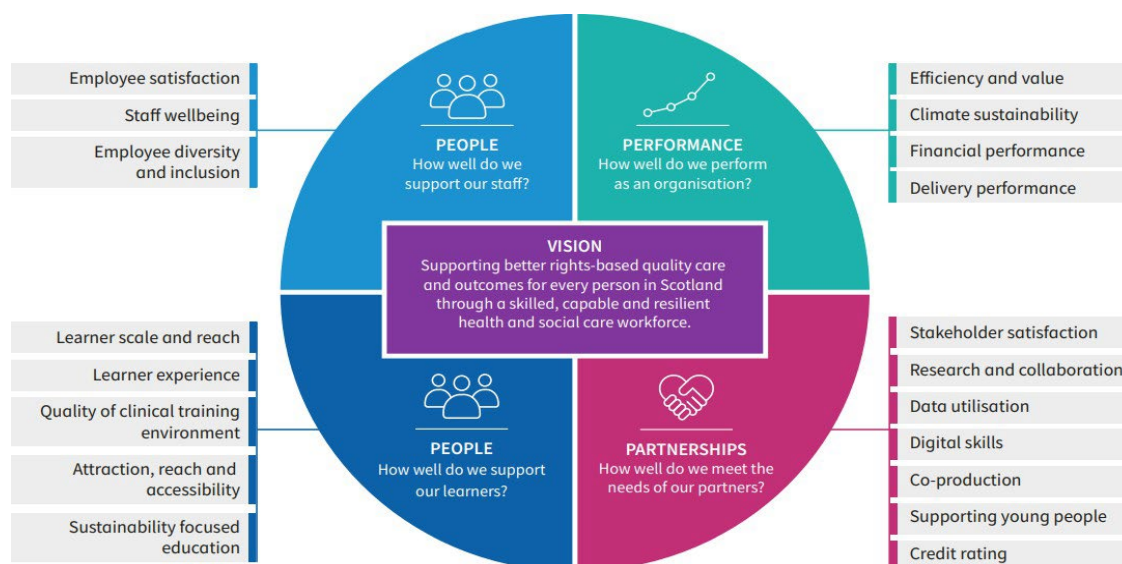 Employee satisfaction
Staff wellbeing
Employee diversity
and inclusion
PEOPLE
How well do we
support our staff?
PERFORMANCE
How well do we perform
as an organisation?
Efficiency and value
Climate sustainability
Financial performance
Delivery performance
VISION
Supporting better rights-based quality care
and outcomes for every person in Scotland
through a skilled, capable and resilient
health and social care workforce.
Learner scale and reach
Learner experience
Quality of clinical training
environment
Attraction, reach and
accessibility
Sustainability focused
education
PEOPLE
How well do we support
our learners?
PARTNERSHIPS
How well do we meet the
needs of our partners?
Stakeholder satisfaction
Research and collaboration
Data utilisation
Digital skills
Co-production
Supporting young people
Credit rating